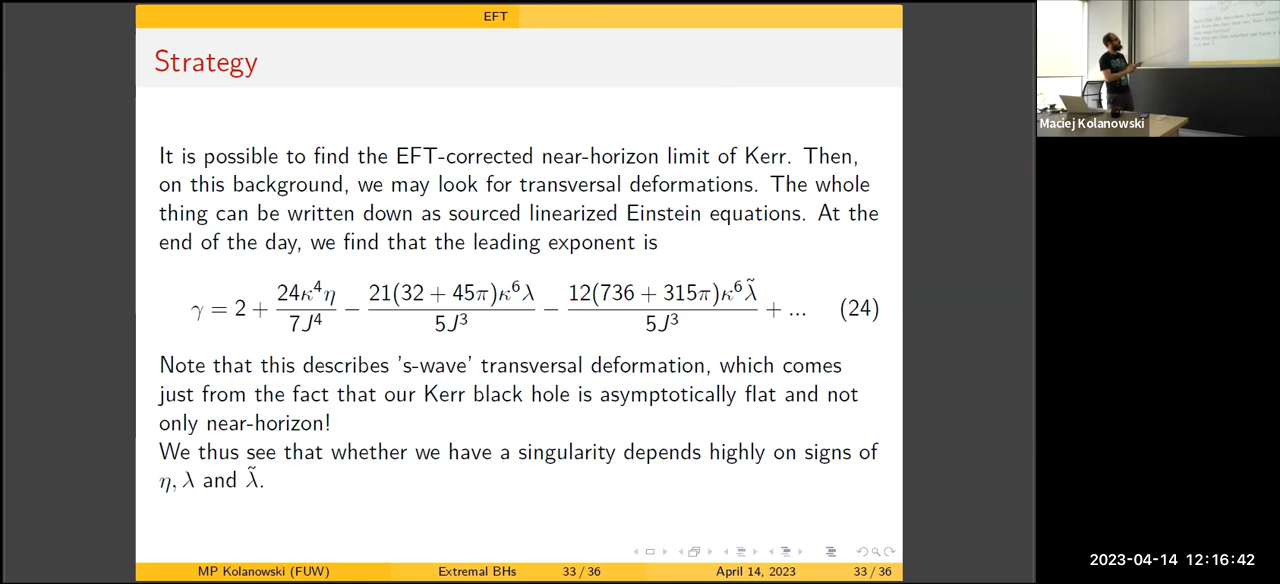 EFT
Strategy
It is possible to find the EFT-corrected near-horizon limit of Kerr. Then,
on this background, we may look for transversal deformations. The whole
thing can be written down as sourced linearized Einstein equations. At the
end of the day, we find that the leading exponent is
γ = 2 + 24κ⁴η/7J⁴ − 21(32 + 45π)κ⁶λ/5J³ − 12(736 + 315π)κ⁶λ̃/5J³ + ... (24)
Note that this describes 's-wave' transversal deformation, which comes
just from the fact that our Kerr black hole is asymptotically flat and not
only near-horizon!
We thus see that whether we have a singularity depends highly on signs of
η, λ and λ̃.
MP Kolanowski (FUW) Extremal BHs 33 / 36 April 14, 2023 33 / 36
Maciej Kolanowski
2023-04-14 12:16:42